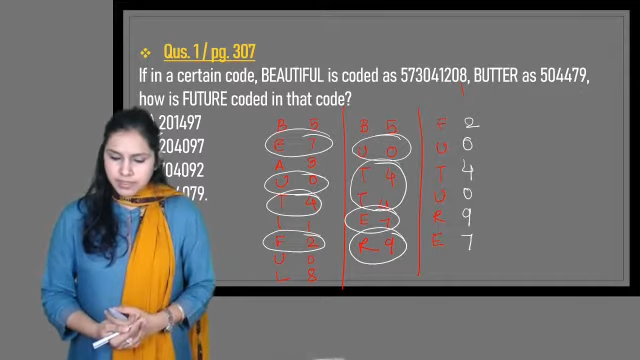 ❖ Qus. 1 / pg. 307
If in a certain code, BEAUTIFUL is coded as 573041208, BUTTER as 504479,
how is FUTURE coded in that code?
201497
204097
704092
079.
B 5
E 7
A 3
U 0
T 4
I 1
F 2
U 0
L 8
B 5
U 0
T 4
T 4
E 7
R 9
F 2
U 0
T 4
U 0
R 9
E 7